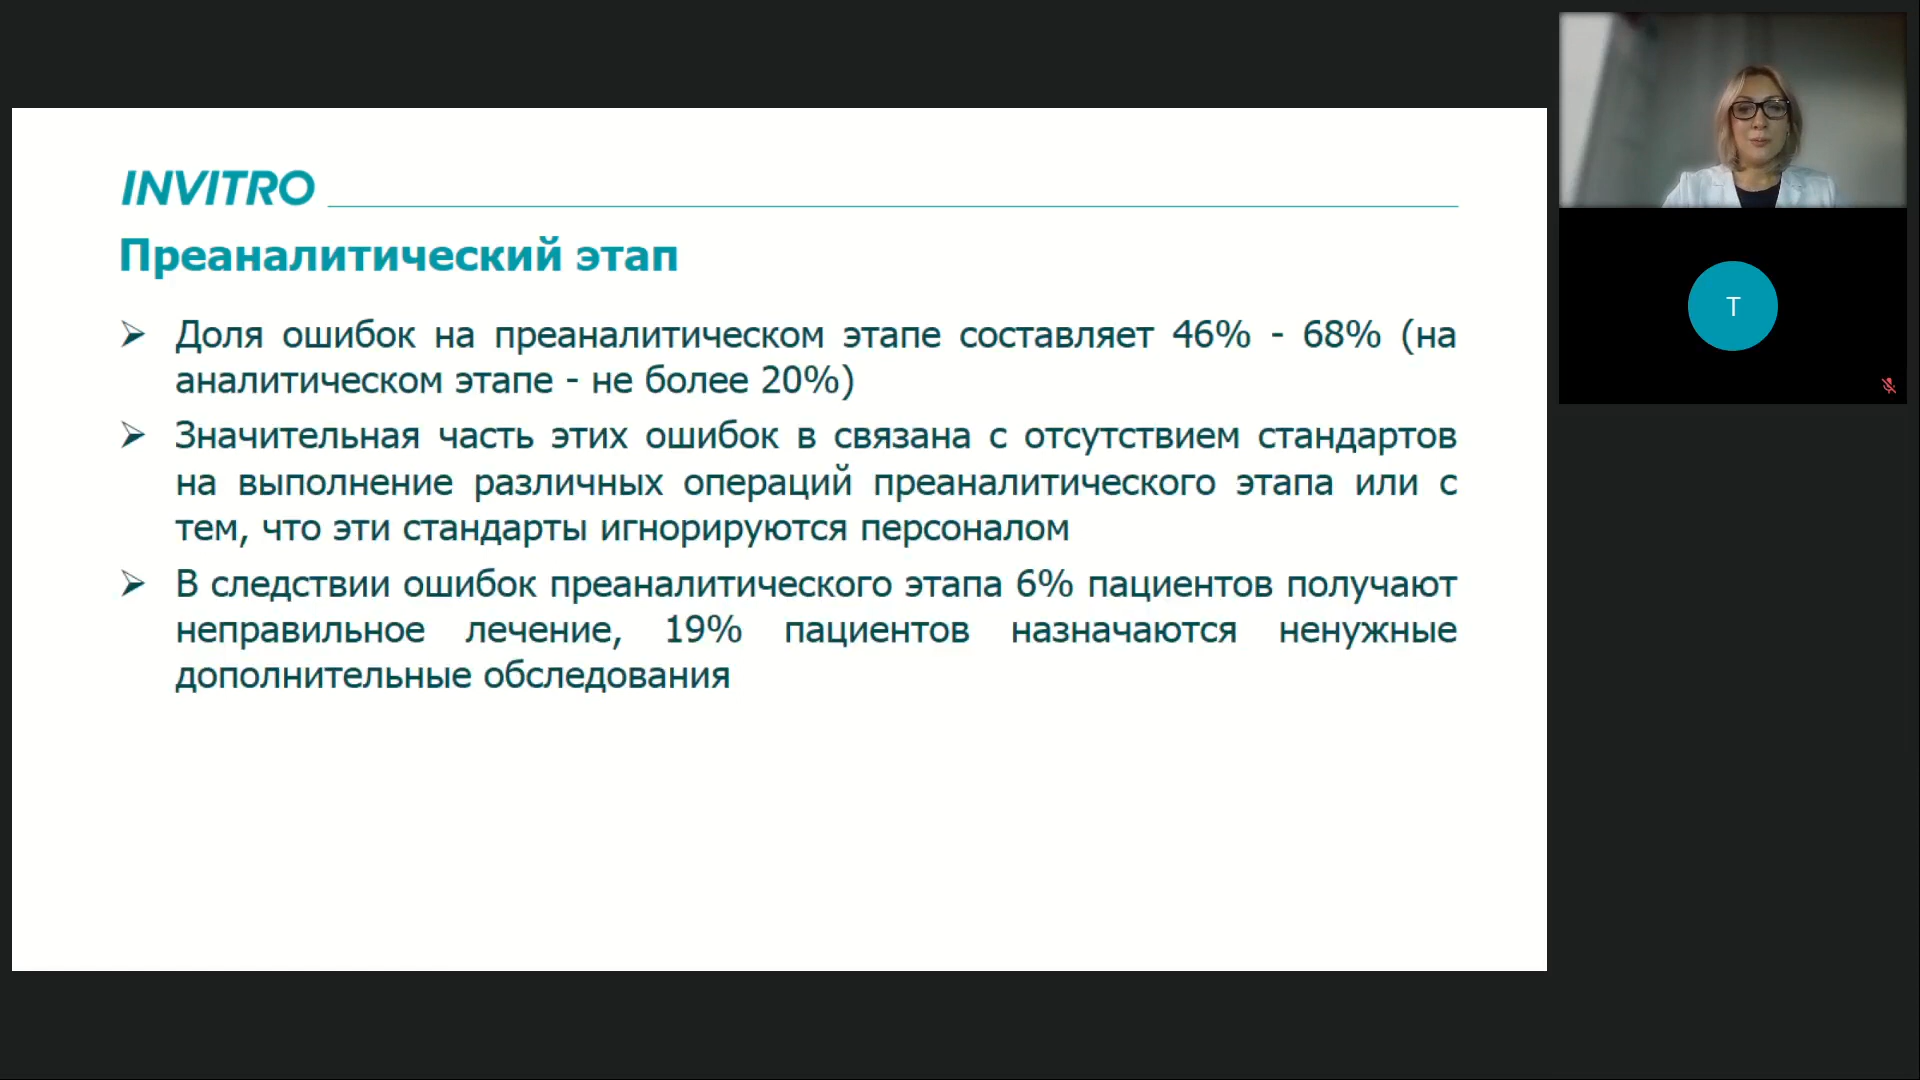 INVITRO
Преаналитический этап
Доля ошибок на преаналитическом этапе составляет 46% - 68% (на
аналитическом этапе - не более 20%)
Значительная часть этих ошибок в связана с отсутствием стандартов
на выполнение различных операций преаналитического этапа или с
тем, что эти стандарты игнорируются персоналом
В следствии ошибок преаналитического этапа 6% пациентов получают
неправильное лечение, 19% пациентов назначаются ненужные
дополнительные обследования
T